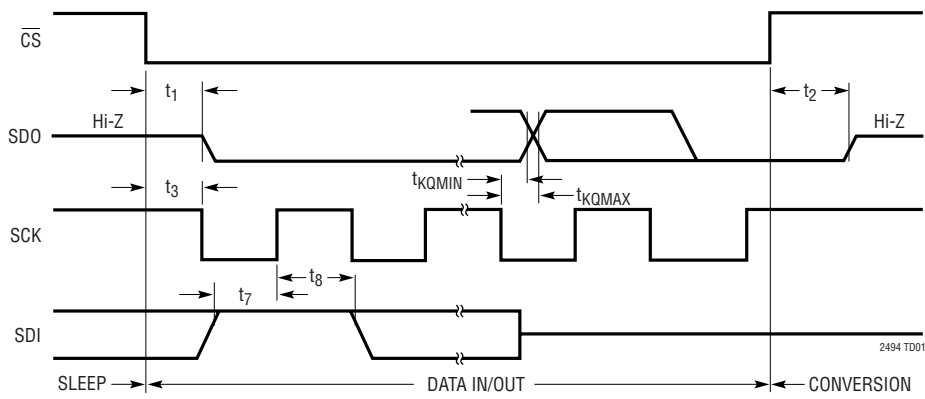 CS
t1
t2
Hi-Z
Hi-Z
SDO
tKQMIN
t3
tKQMAX
SCK
t8
t7
SDI
2494 TD01
SLEEP
DATA IN/OUT
CONVERSION